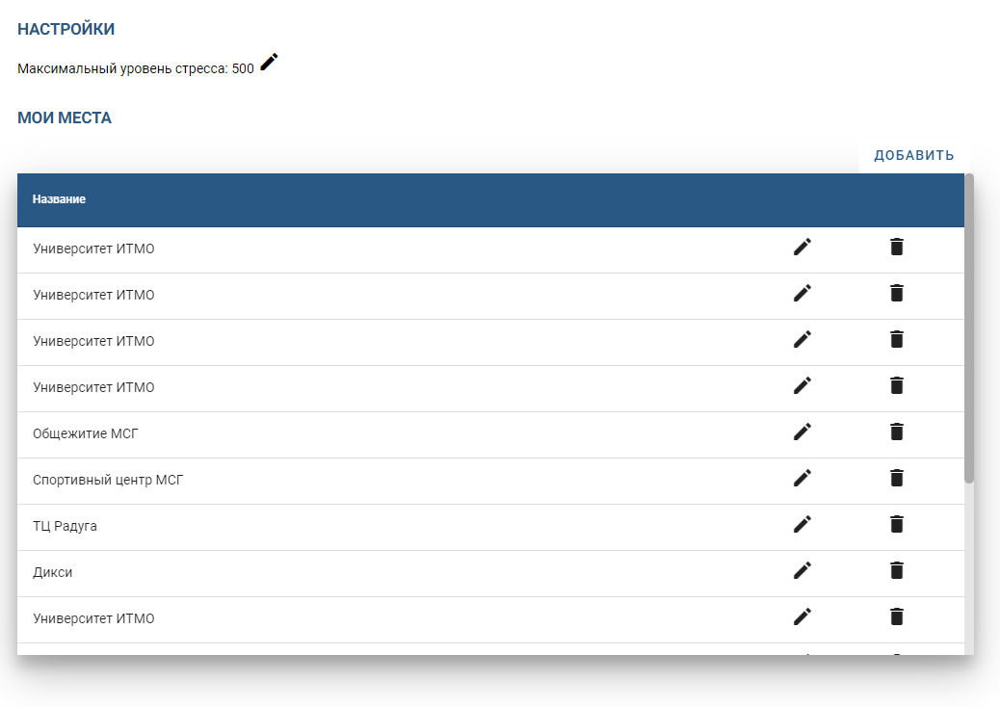 НАСТРОЙКИ
Максимальный уровень стресса: 500
МОИ МЕСТА
ДОБАВИТЬ
Название
Университет ИТМО
Университет ИТМО
Университет ИТМО
Университет ИТМО
Общежитие МСГ
Спортивный центр МСГ
ТЦ Радуга
Дикси
Университет ИТМО